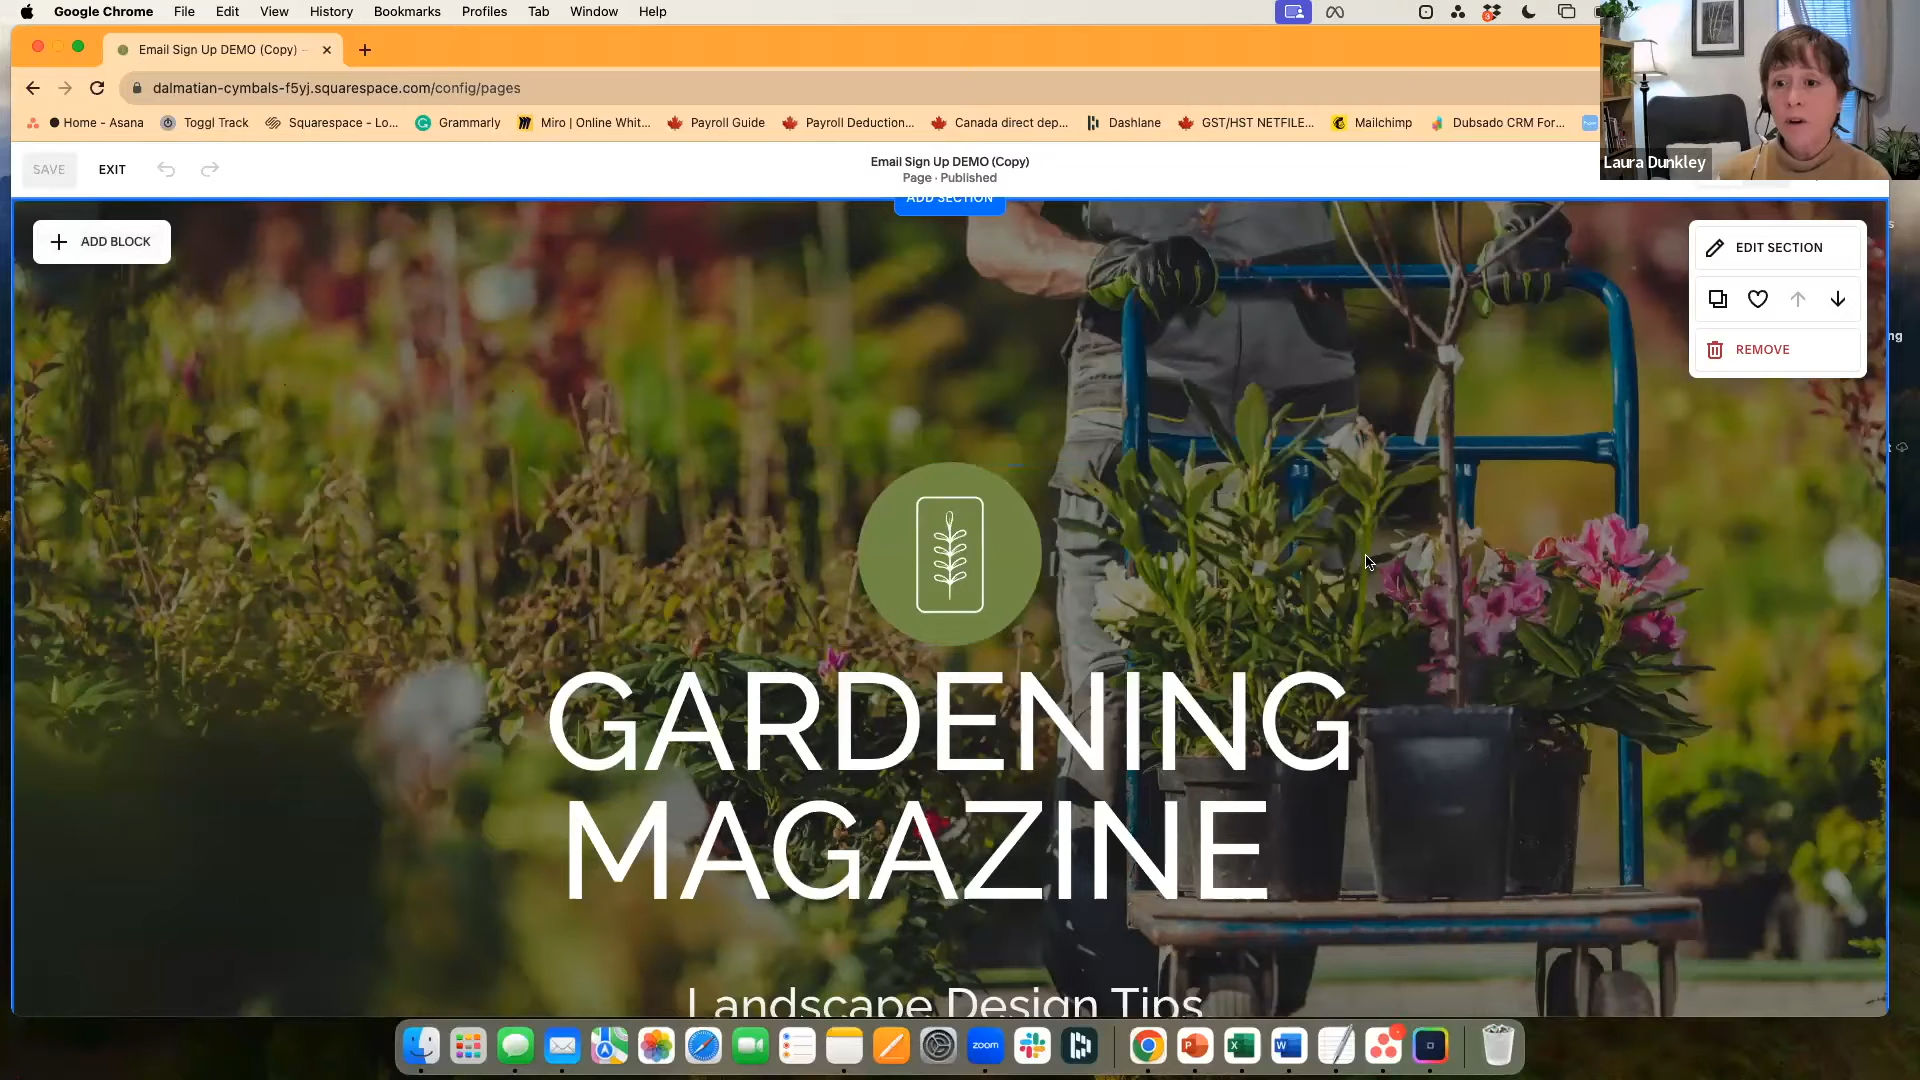 Google Chrome File Edit View History Bookmarks Profiles Tab Window Help
Email Sign Up DEMO (Copy) –
dalmatian-cymbals-f5yj.squarespace.com/config/pages
Home - Asana Toggl Track Squarespace - Lo... Grammarly Miro | Online Whit... Payroll Guide Payroll Deduction... Canada direct dep... Dashlane GST/HST NETFILE... Mailchimp Dubsado CRM For...
Laura Dunkley
SAVE EXIT
Email Sign Up DEMO (Copy)
Page · Published
ADD SECTION
ADD BLOCK
EDIT SECTION
REMOVE
ng
GARDENING
MAGAZINE
Landscape Design Tips
zoom